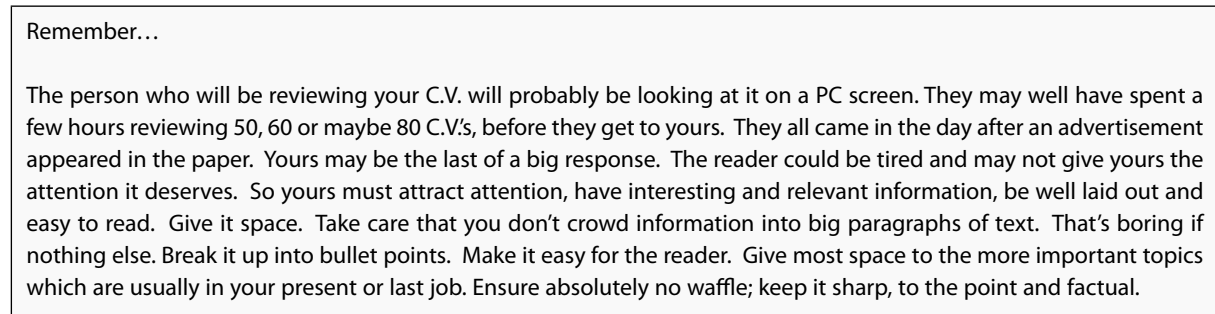 Remember…
The person who will be reviewing your C.V. will probably be looking at it on a PC screen. They may well have spent a
few hours reviewing 50, 60 or maybe 80 C.V.'s, before they get to yours.  They all came in the day after an advertisement
appeared in the paper.  Yours may be the last of a big response.  The reader could be tired and may not give yours the
attention it deserves.  So yours must attract attention, have interesting and relevant information, be well laid out and
easy to read.  Give it space.  Take care that you don't crowd information into big paragraphs of text.  That's boring if
nothing else. Break it up into bullet points.  Make it easy for the reader.  Give most space to the more important topics
which are usually in your present or last job. Ensure absolutely no waffle; keep it sharp, to the point and factual.